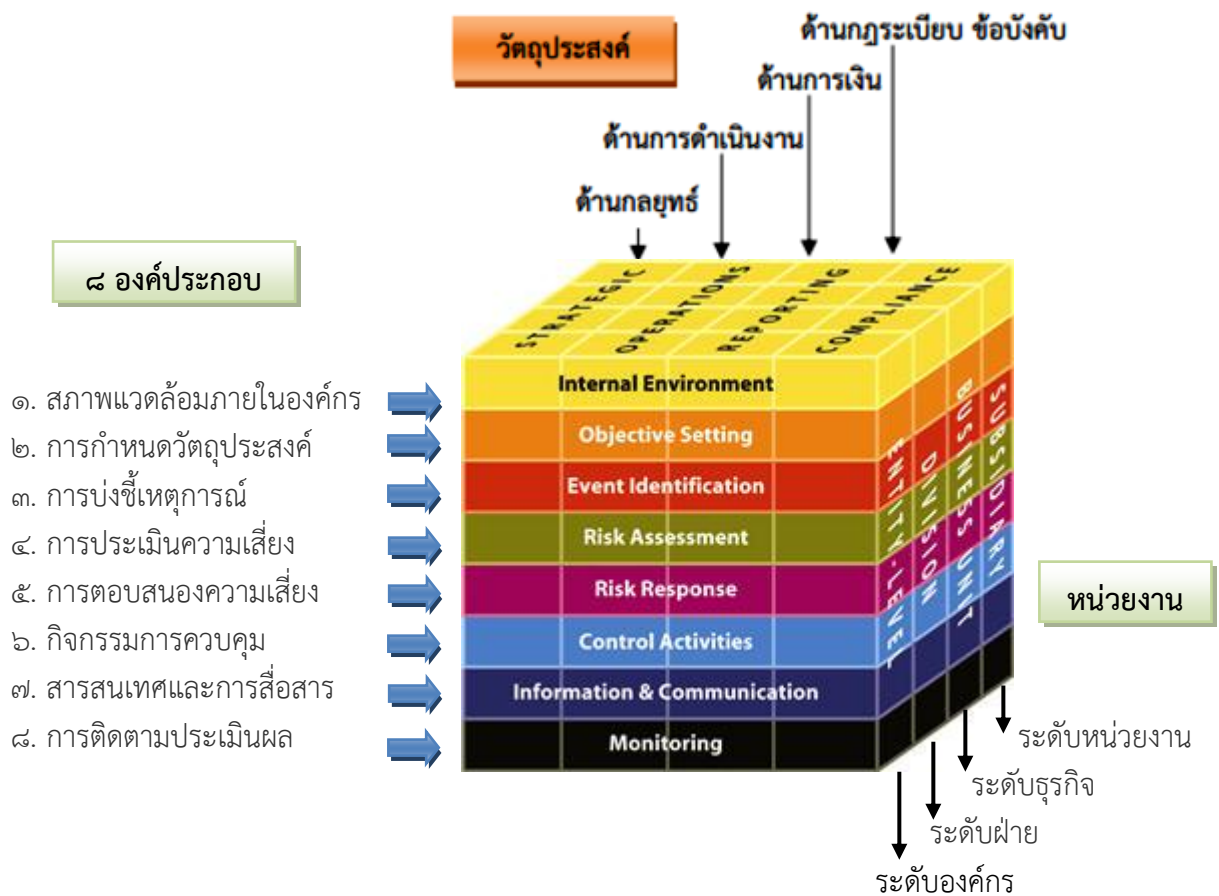 วัตถุประสงค์
ด้านกฎระเบียบ ข้อบังคับ
ด้านการเงิน
ด้านการดำเนินงาน
ด้านกลยุทธ์
๘ องค์ประกอบ
STRATEGIC
OPERATIONS
REPORTING
COMPLIANCE
๑. สภาพแวดล้อมภายในองค์กร
๒. การกำหนดวัตถุประสงค์
๓. การบ่งชี้เหตุการณ์
๔. การประเมินความเสี่ยง
๕. การตอบสนองความเสี่ยง
๖. กิจกรรมการควบคุม
๗. สารสนเทศและการสื่อสาร
๘. การติดตามประเมินผล
Internal Environment
Objective Setting
Event Identification
Risk Assessment
Risk Response
Control Activities
Information & Communication
Monitoring
ENTITY-LEVEL
DIVISION
BUSINESS UNIT
SUBSIDIARY
หน่วยงาน
ระดับหน่วยงาน
ระดับธุรกิจ
ระดับฝ่าย
ระดับองค์กร